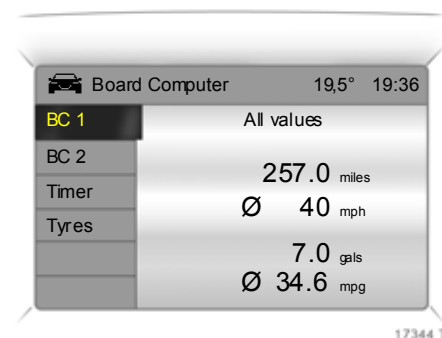 Board Computer 19,5° 19:36
BC 1
All values
BC 2
257.0 miles
Timer
Ø 40 mph
Tyres
7.0 gals
Ø 34.6 mpg
17344 T